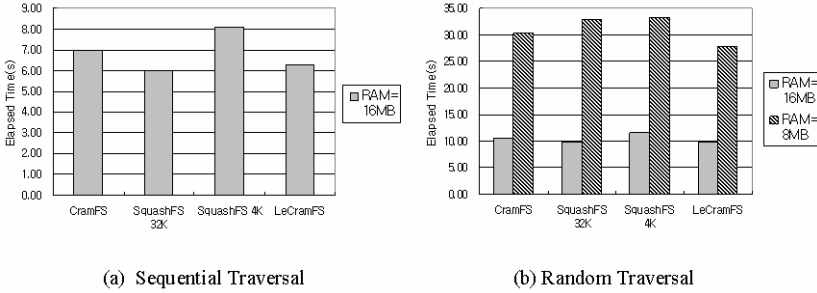 9.00
8.00
7.00
6.00
5.00
4.00
3.00
2.00
1.00
0.00
Elapsed Time(s)
CramFS
SquashFS
32K
SquashFS 4K
LeCramFS
RAM=
16MB
(a) Sequential Traversal
35.00
30.00
25.00
20.00
15.00
10.00
5.00
0.00
Elapsed Time(s)
CramFS
SquashFS
32K
SquashFS
4K
LeCramFS
RAM=
16MB
RAM=
8MB
(b) Random Traversal